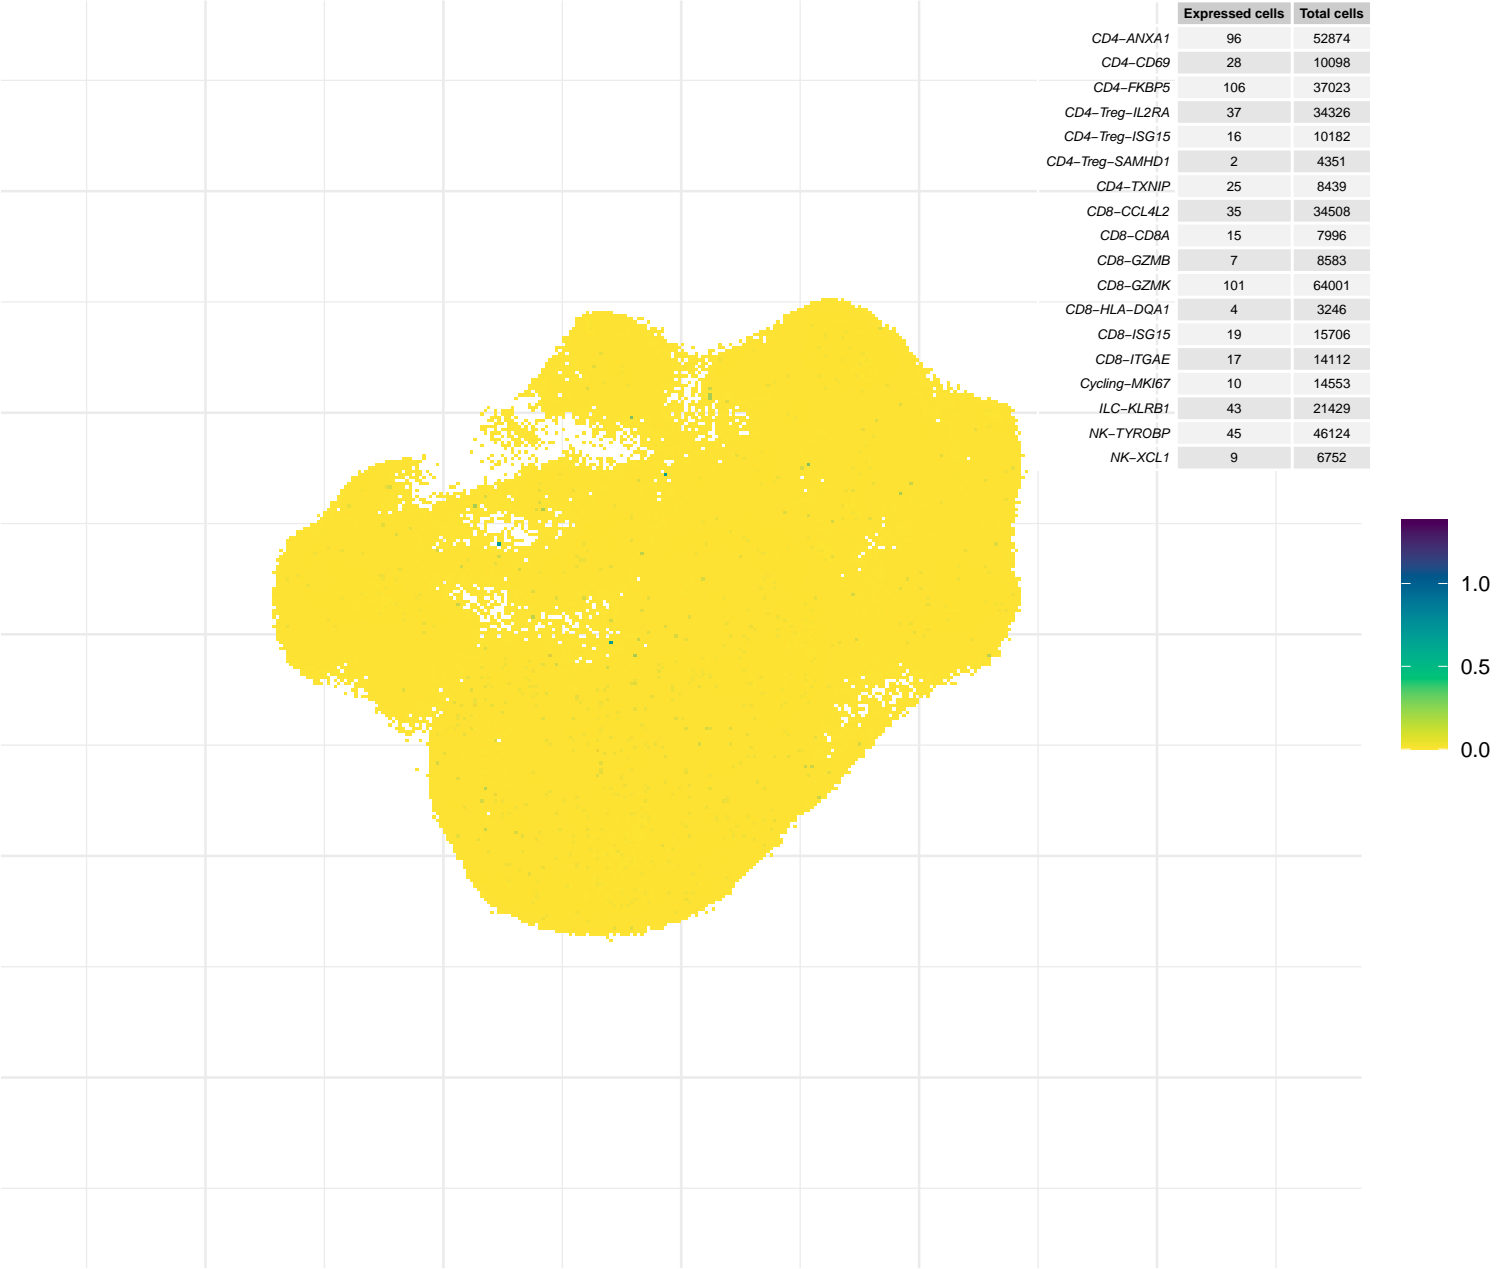 Expressed cells Total cells
CD4−ANXA1 96 52874
CD4−CD69 28 10098
CD4−FKBP5 106 37023
CD4−Treg−IL2RA 37 34326
CD4−Treg−ISG15 16 10182
CD4−Treg−SAMHD1 2 4351
CD4−TXNIP 25 8439
CD8−CCL4L2 35 34508
CD8−CD8A 15 7996
CD8−GZMB 7 8583
CD8−GZMK 101 64001
CD8−HLA−DQA1 4 3246
CD8−ISG15 19 15706
CD8−ITGAE 17 14112
Cycling−MKI67 10 14553
ILC−KLRB1 43 21429
NK−TYROBP 45 46124
NK−XCL1 9 6752
1.0
0.5
0.0